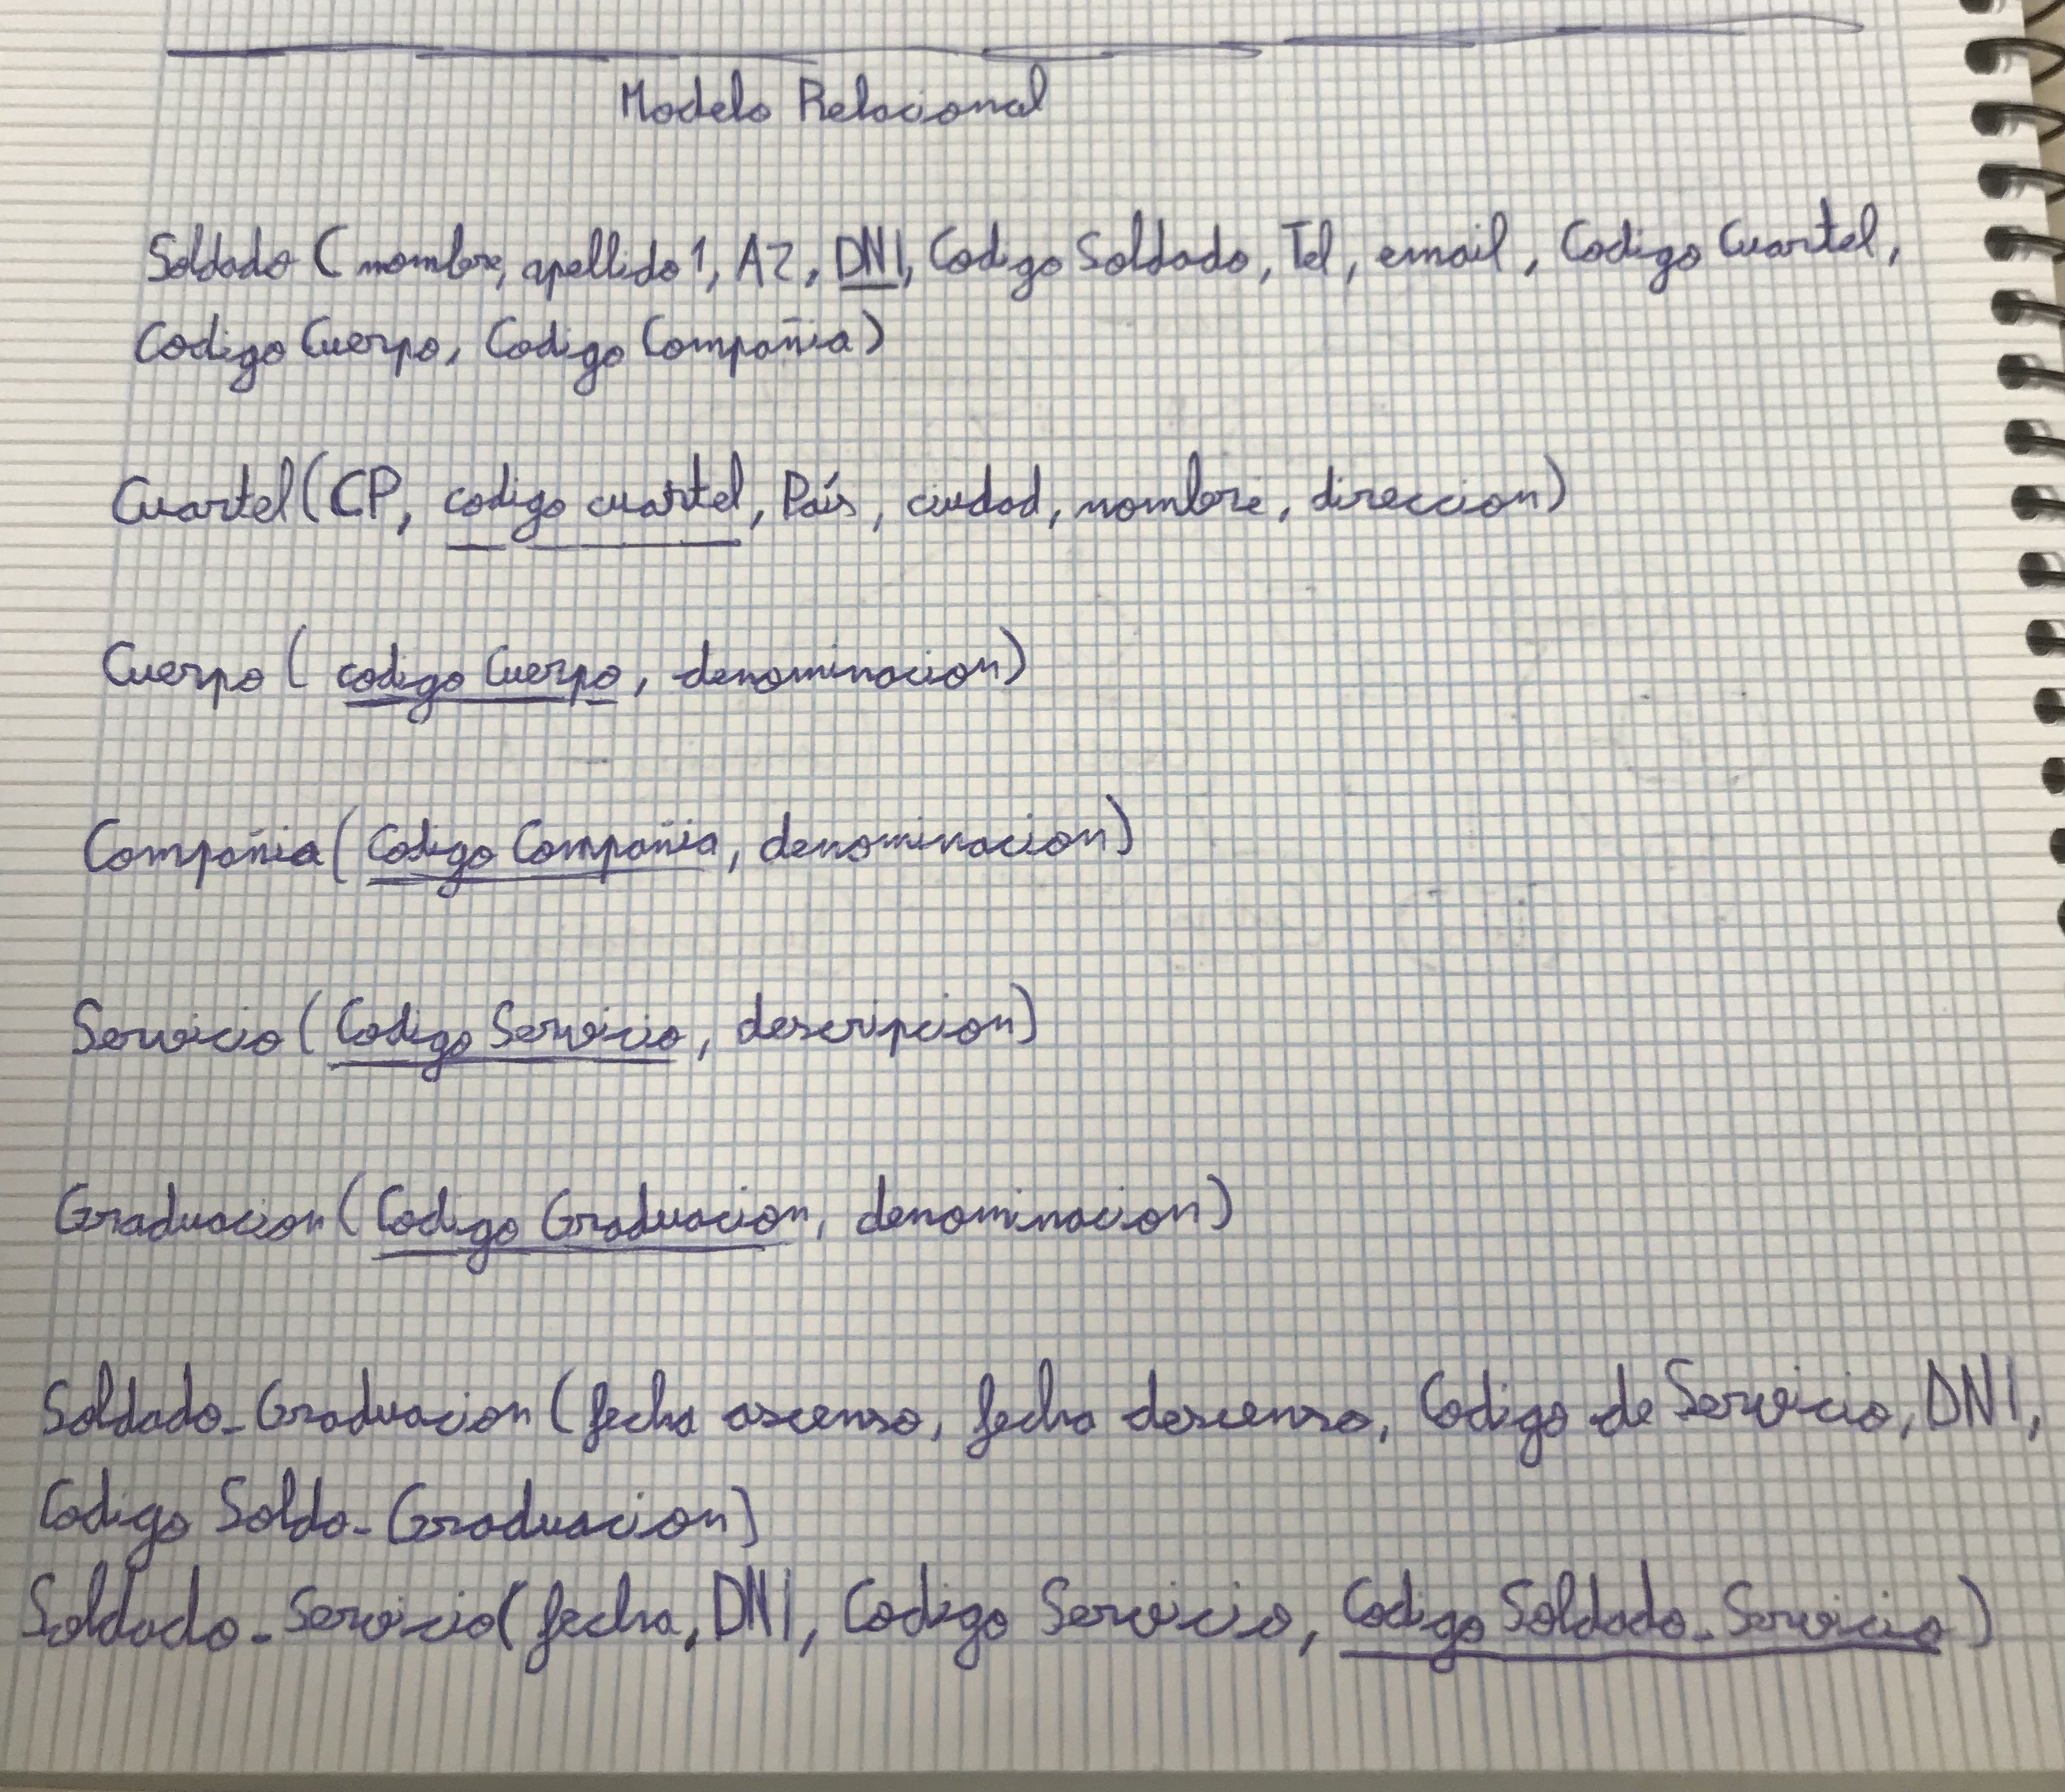 Modelo Relacional
Soldado (nombre, apellido 1, A2, DNI, Codigo Soldado, Tel, email, Codigo Cuartel,
Codigo Cuerpo, Codigo Compañia)
Cuartel (CP, codigo cuartel, País, ciudad, nombre, direccion)
Cuerpo (codigo Cuerpo, denominacion)
Compañia (Codigo Compañia, denominacion)
Servicio (Codigo Servicio, descripcion)
Graduacion (Codigo Graduacion, denominacion)
Soldado_Graduacion (fecha ascenso, fecha descenso, Codigo de Servicio, DNI,
Codigo Soldo_Graduacion)
Soldado_Servicio (fecha, DNI, Codigo Servicio, Codigo Soldado_Servicio)